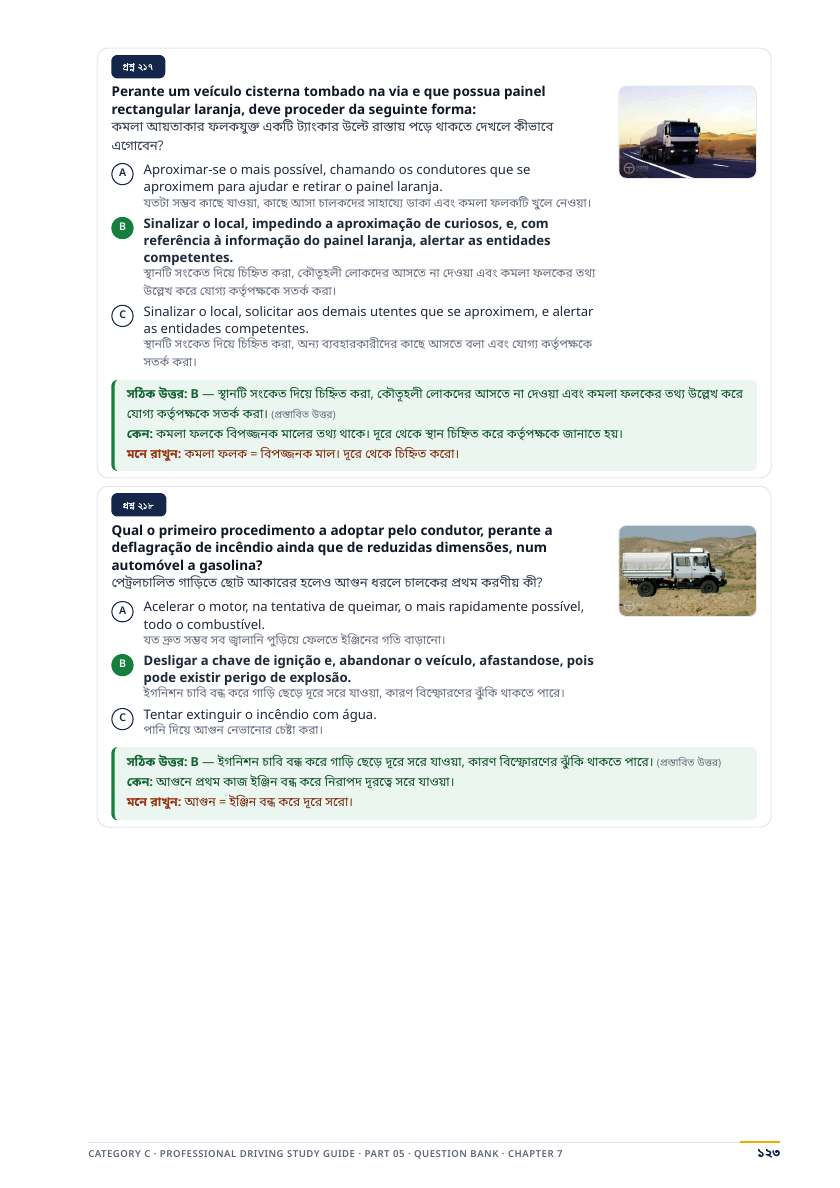 প্রশ্ন ২১৭
Perante um veículo cisterna tombado na via e que possua painel
rectangular laranja, deve proceder da seguinte forma:
কমলা আয়তাকার ফলকযুক্ত একটি ট্যাংকার উল্টে রাস্তায় পড়ে থাকতে দেখলে কীভাবে
এগোবেন?
A Aproximar-se o mais possível, chamando os condutores que se
aproximem para ajudar e retirar o painel laranja.
যতটা সম্ভব কাছে যাওয়া, কাছে আসা চালকদের সাহায্যে ডাকা এবং কমলা ফলকটি খুলে নেওয়া।
B Sinalizar o local, impedindo a aproximação de curiosos, e, com
referência à informação do painel laranja, alertar as entidades
competentes.
স্থানটি সংকেত দিয়ে চিহ্নিত করা, কৌতূহলী লোকদের আসতে না দেওয়া এবং কমলা ফলকের তথ্য
উল্লেখ করে যোগ্য কর্তৃপক্ষকে সতর্ক করা।
C Sinalizar o local, solicitar aos demais utentes que se aproximem, e alertar
as entidades competentes.
স্থানটি সংকেত দিয়ে চিহ্নিত করা, অন্য ব্যবহারকারীদের কাছে আসতে বলা এবং যোগ্য কর্তৃপক্ষকে
সতর্ক করা।
সঠিক উত্তর: B — স্থানটি সংকেত দিয়ে চিহ্নিত করা, কৌতূহলী লোকদের আসতে না দেওয়া এবং কমলা ফলকের তথ্য উল্লেখ করে
যোগ্য কর্তৃপক্ষকে সতর্ক করা। (প্রস্তাবিত উত্তর)
কেন: কমলা ফলকে বিপজ্জনক মালের তথ্য থাকে। দূরে থেকে স্থান চিহ্নিত করে কর্তৃপক্ষকে জানাতে হয়।
মনে রাখুন: কমলা ফলক = বিপজ্জনক মাল। দূরে থেকে চিহ্নিত করো।
প্রশ্ন ২১৮
Qual o primeiro procedimento a adoptar pelo condutor, perante a
deflagração de incêndio ainda que de reduzidas dimensões, num
automóvel a gasolina?
পেট্রলচালিত গাড়িতে ছোট আকারের হলেও আগুন ধরলে চালকের প্রথম করণীয় কী?
A Acelerar o motor, na tentativa de queimar, o mais rapidamente possível,
todo o combustível.
যত দ্রুত সম্ভব সব জ্বালানি পুড়িয়ে ফেলতে ইঞ্জিনের গতি বাড়ানো।
B Desligar a chave de ignição e, abandonar o veículo, afastandose, pois
pode existir perigo de explosão.
ইগনিশন চাবি বন্ধ করে গাড়ি ছেড়ে দূরে সরে যাওয়া, কারণ বিস্ফোরণের ঝুঁকি থাকতে পারে।
C Tentar extinguir o incêndio com água.
পানি দিয়ে আগুন নেভানোর চেষ্টা করা।
সঠিক উত্তর: B — ইগনিশন চাবি বন্ধ করে গাড়ি ছেড়ে দূরে সরে যাওয়া, কারণ বিস্ফোরণের ঝুঁকি থাকতে পারে। (প্রস্তাবিত উত্তর)
কেন: আগুনে প্রথম কাজ ইঞ্জিন বন্ধ করে নিরাপদ দূরত্বে সরে যাওয়া।
মনে রাখুন: আগুন = ইঞ্জিন বন্ধ করে দূরে সরো।
CATEGORY C · PROFESSIONAL DRIVING STUDY GUIDE · PART 05 · QUESTION BANK · CHAPTER 7
১২৩